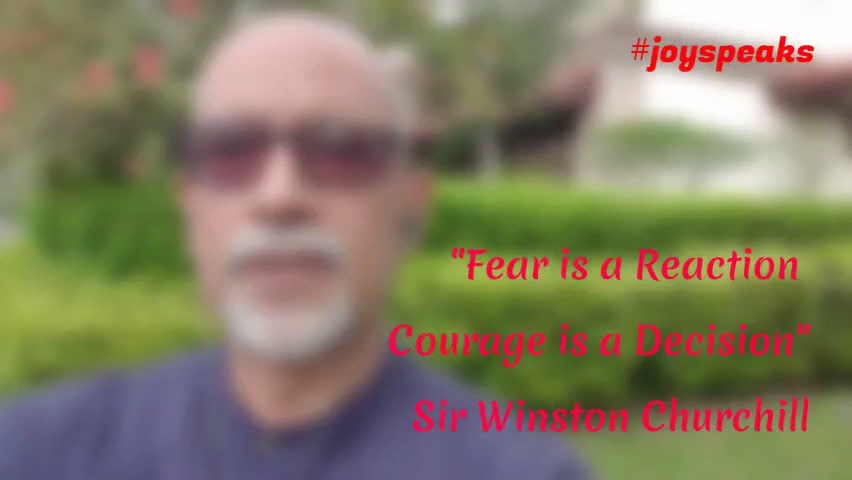 #joyspeaks
"Fear is a Reaction
Courage is a Decision"
Sir Winston Churchill